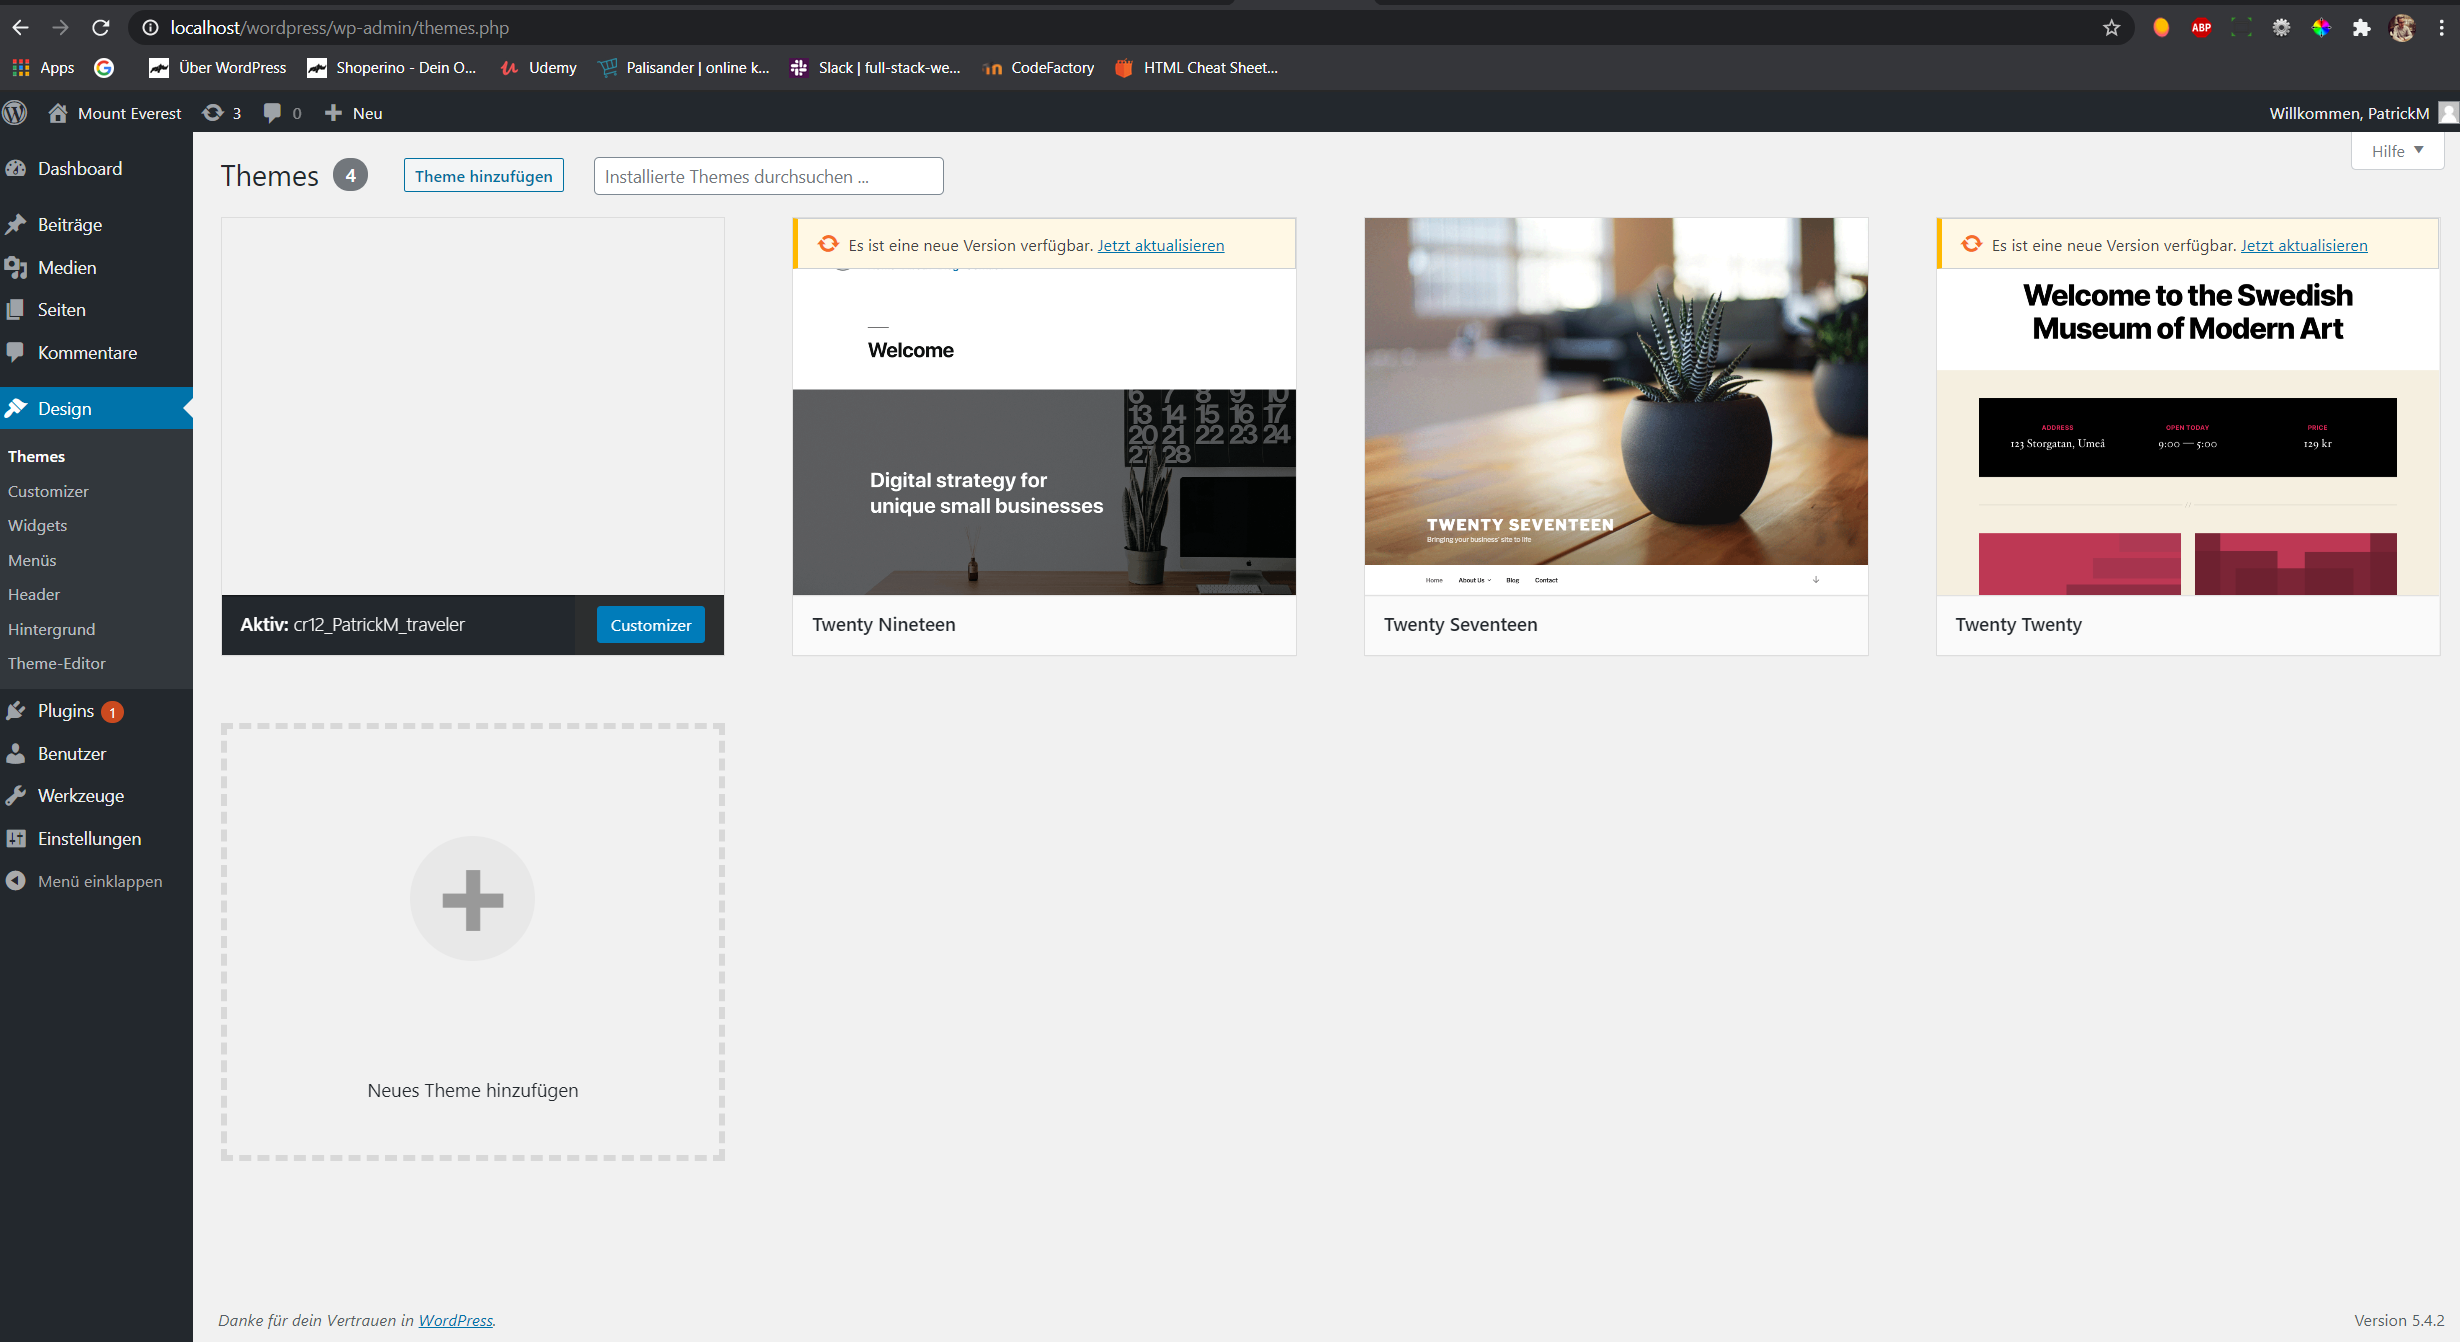 localhost/wordpress/wp-admin/themes.php
Apps Über WordPress Shoperino - Dein O... Udemy Palisander | online k... Slack | full-stack-we... CodeFactory HTML Cheat Sheet...
ABP
Mount Everest 3 0 Neu Willkommen, PatrickM
Hilfe
Dashboard
Beiträge
Medien
Seiten
Kommentare
Design
Themes
Customizer
Widgets
Menüs
Header
Hintergrund
Theme-Editor
Plugins 1
Benutzer
Werkzeuge
Einstellungen
Menü einklappen
Themes 4 Theme hinzufügen Installierte Themes durchsuchen ...
Aktiv: cr12_PatrickM_traveler Customizer
Es ist eine neue Version verfügbar. Jetzt aktualisieren
Welcome
6 7 8 9 10
13 14 15 16 17
20 21 22 23 24
27 28
Digital strategy for
unique small businesses
Twenty Nineteen
TWENTY SEVENTEEN
Bringing your business' site to life
Home About Us Blog Contact
Twenty Seventeen
Es ist eine neue Version verfügbar. Jetzt aktualisieren
Welcome to the Swedish
Museum of Modern Art
ADDRESS OPEN TODAY PRICE
123 Storgatan, Umeå 9:00 — 5:00 129 kr
Twenty Twenty
Neues Theme hinzufügen
Danke für dein Vertrauen in WordPress.
Version 5.4.2